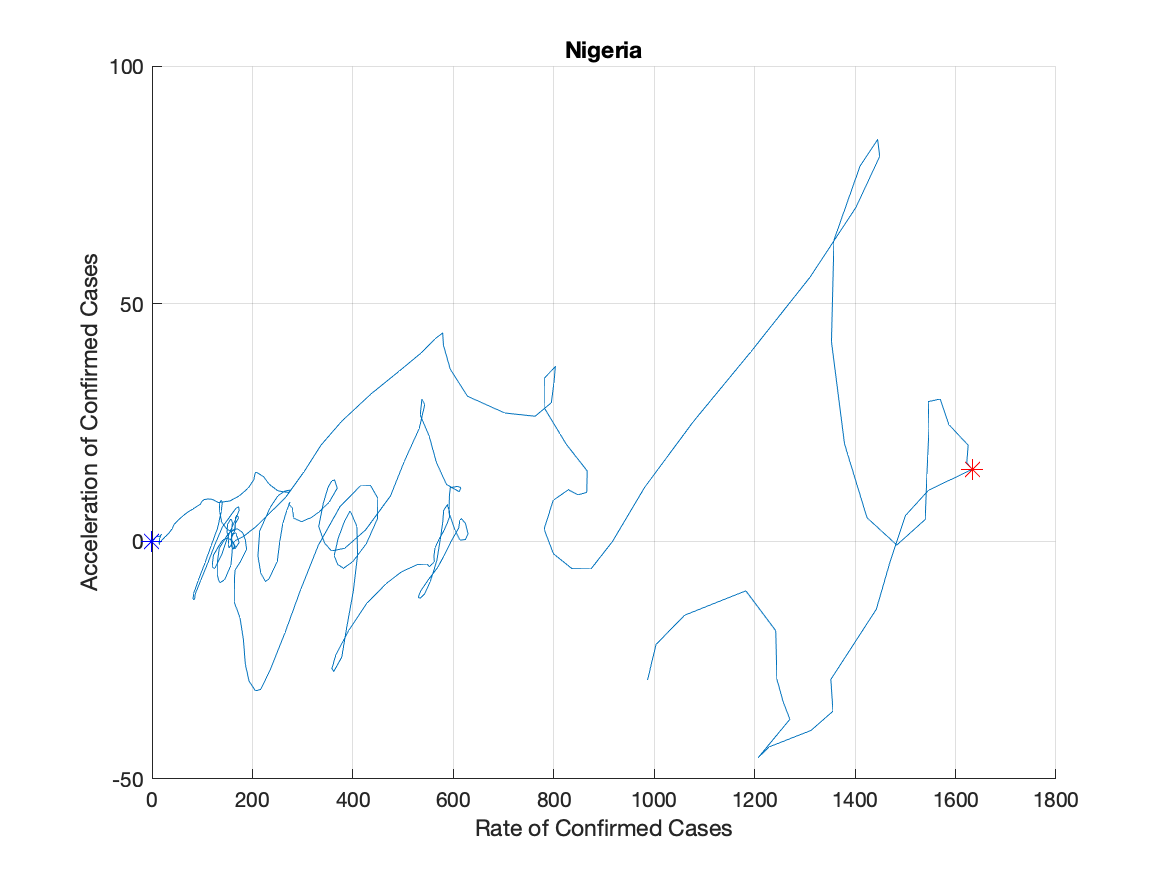 Nigeria
100
50
0
-50
Acceleration of Confirmed Cases
0 200 400 600 800 1000 1200 1400 1600 1800
Rate of Confirmed Cases